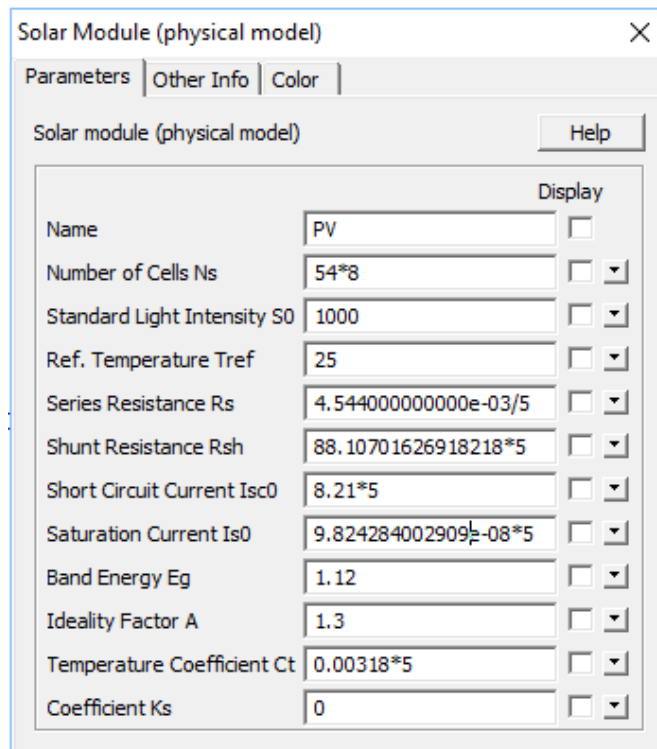 Solar Module (physical model)
Parameters Other Info Color
Solar module (physical model) Help
Display
Name PV
Number of Cells Ns 54*8
Standard Light Intensity S0 1000
Ref. Temperature Tref 25
Series Resistance Rs 4.544000000000e-03/5
Shunt Resistance Rsh 88.10701626918218*5
Short Circuit Current Isc0 8.21*5
Saturation Current Is0 9.824284002909e-08*5
Band Energy Eg 1.12
Ideality Factor A 1.3
Temperature Coefficient Ct 0.00318*5
Coefficient Ks 0